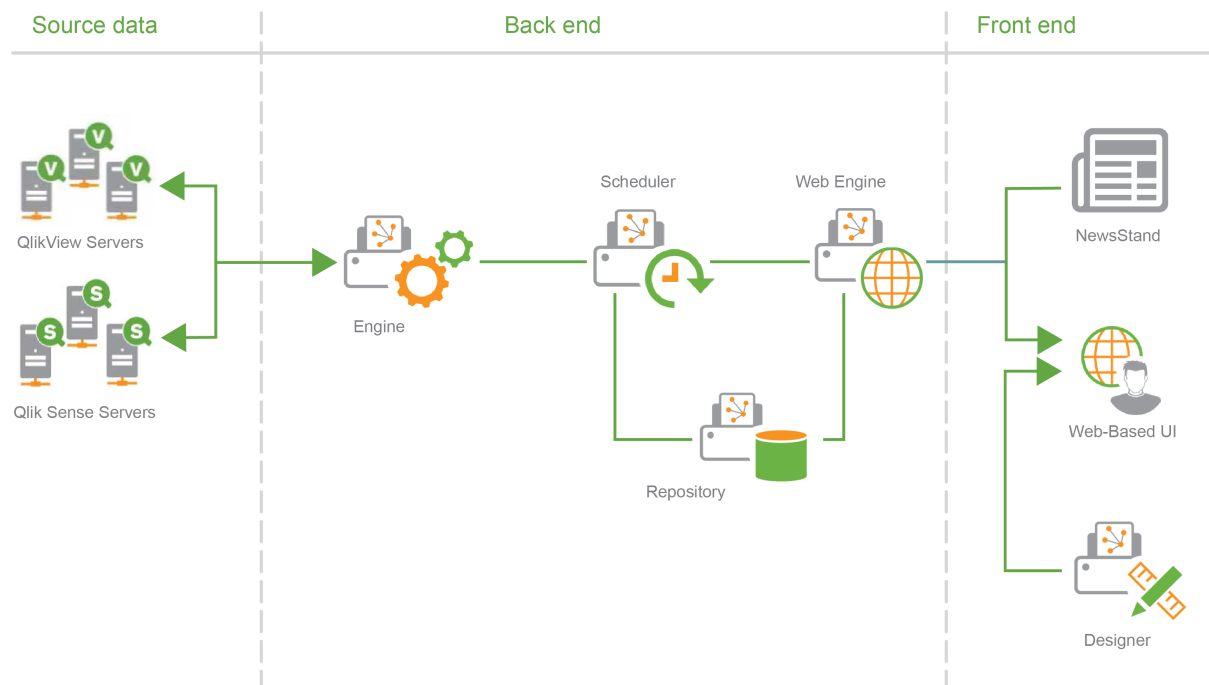 Source data
Back end
Front end
V
V
V
QlikView Servers
S
S
S
Qlik Sense Servers
Engine
Scheduler
Web Engine
Repository
NewsStand
Web-Based UI
Designer